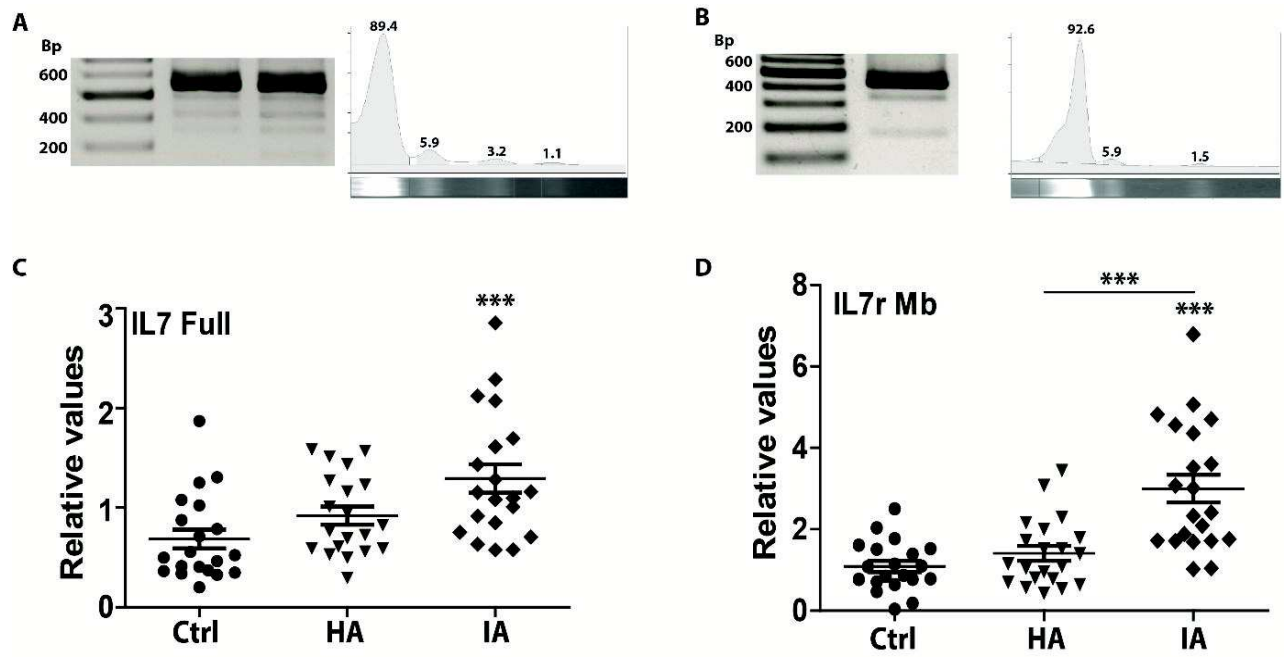 A
Bp
600
400
200
89.4
5.9
3.2
1.1
B
Bp
600
400
200
92.6
5.9
1.5
C
IL7 Full
Relative values
3
2
1
0
***
Ctrl
HA
IA
D
IL7r Mb
Relative values
8
6
4
2
0
***
***
Ctrl
HA
IA